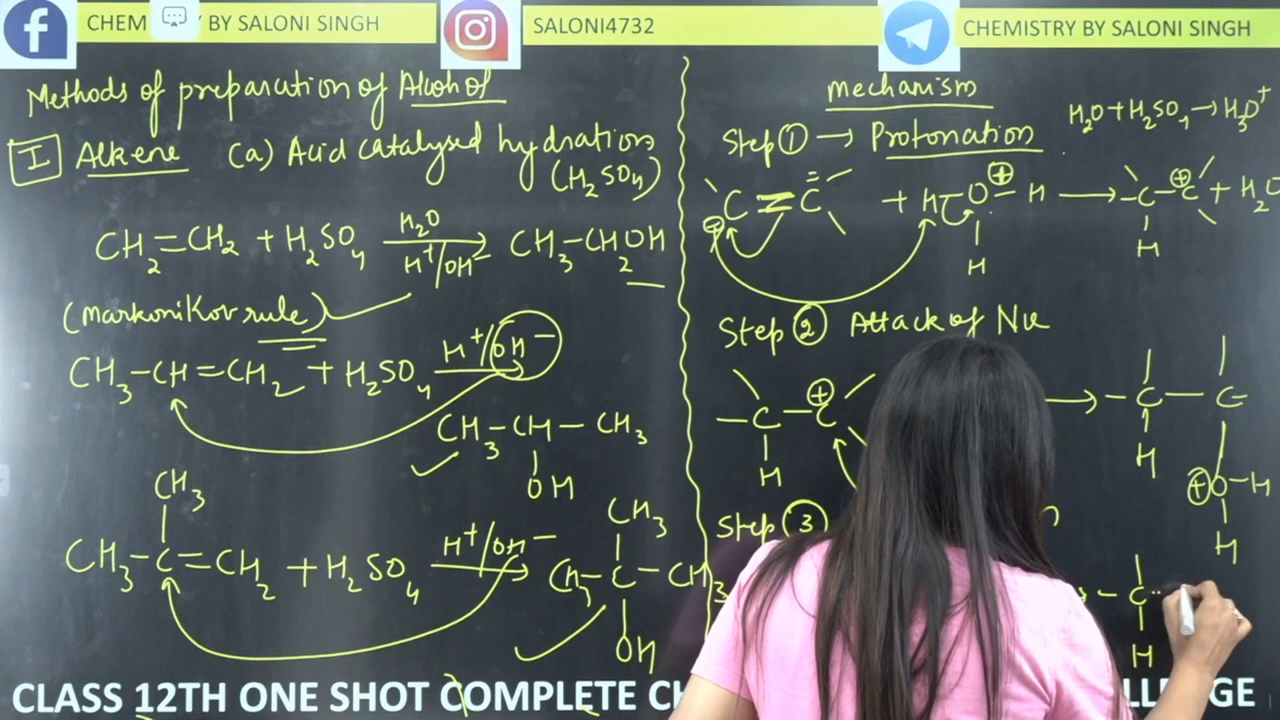 CHEM
Y BY SALONI SINGH
SALONI4732
CHEMISTRY BY SALONI SINGH
Methods of preparation of Alcohol
I Alkene (a) Acid catalysed hydration
(H2SO4)
CH2=CH2 + H2SO4 H2O H+/OH- → CH3-CH2OH
(markonikov rule)
CH3-CH=CH2 + H2SO4 H+/OH- →
CH3-CH-CH3
OH
CH3
CH3-C=CH2 + H2SO4 H+/OH- →
CH3
CH3-C-CH3
OH
mechanism
H2O + H2SO4 → H3O+
Step ① → Protonation
C = C + H O ⊕ - H → -C-C ⊕ + H2O
H
H
Step ② Attack of Nu
-C-C ⊕ → -C-C-
H
H
⊕ O-H
H
Step ③
-C
H
CLASS 12TH ONE SHOT COMPLETE CH
LLENGE